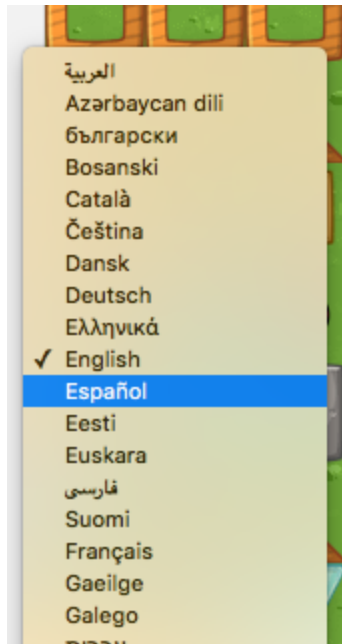 العربية
Azərbaycan dili
български
Bosanski
Català
Čeština
Dansk
Deutsch
Ελληνικά
✓ English
Español
Eesti
Euskara
فارسی
Suomi
Français
Gaeilge
Galego